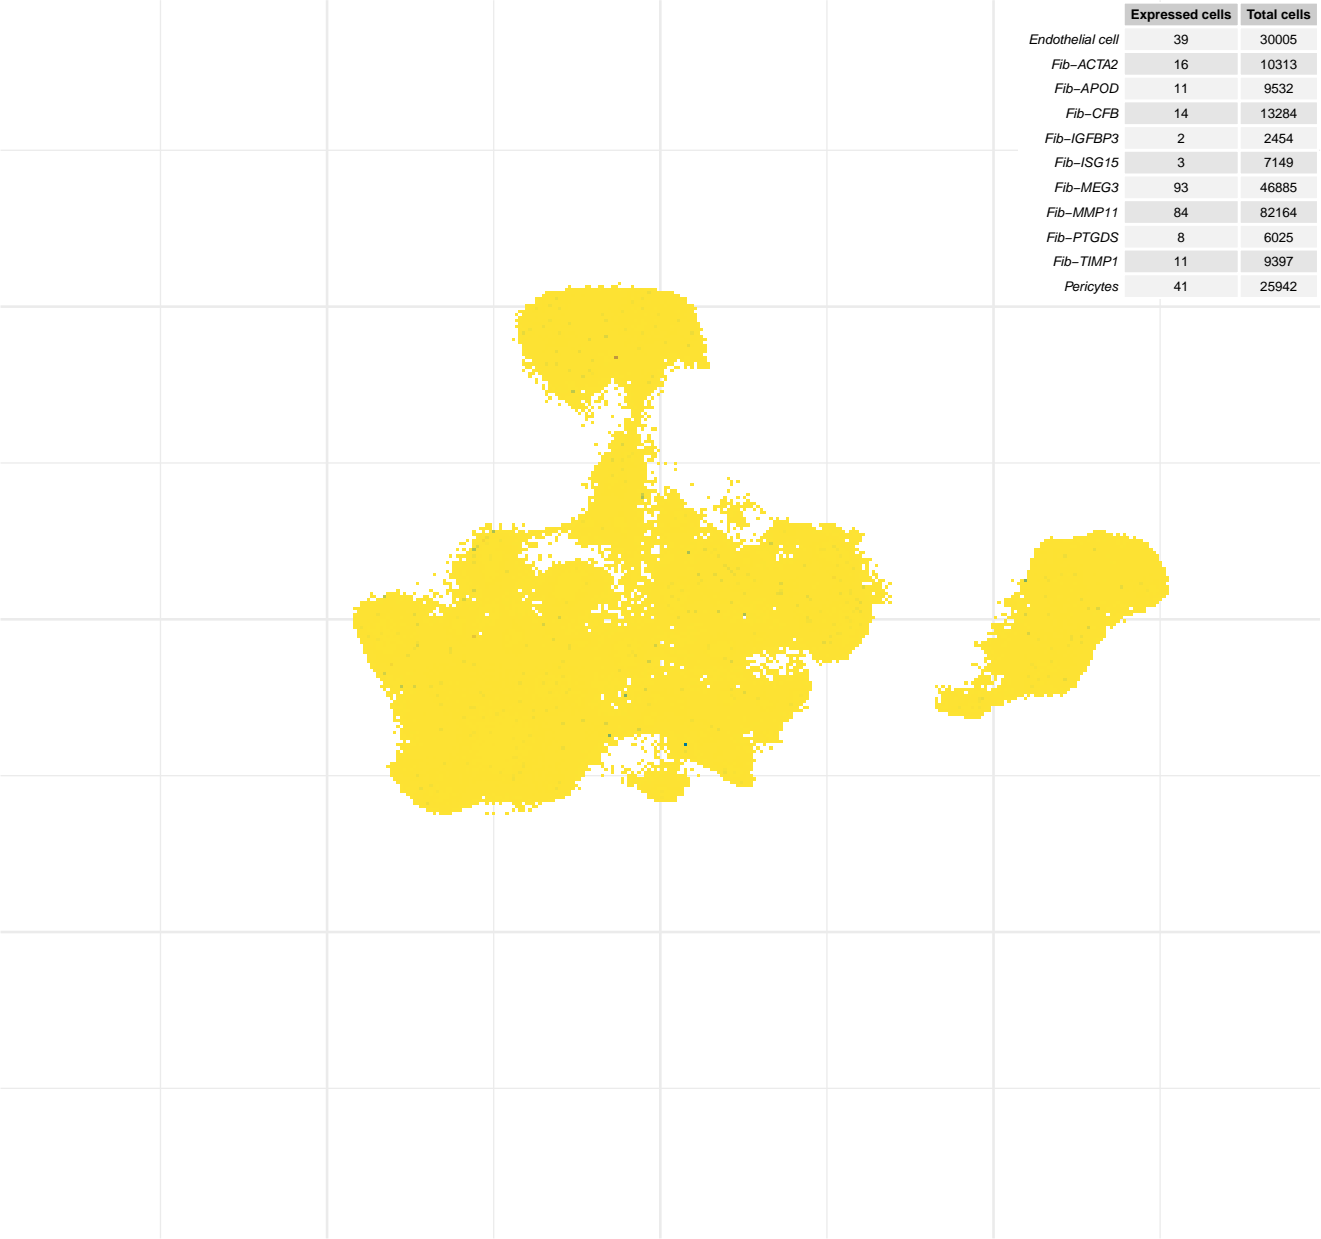 Expressed cells Total cells
Endothelial cell 39 30005
Fib−ACTA2 16 10313
Fib−APOD 11 9532
Fib−CFB 14 13284
Fib−IGFBP3 2 2454
Fib−ISG15 3 7149
Fib−MEG3 93 46885
Fib−MMP11 84 82164
Fib−PTGDS 8 6025
Fib−TIMP1 11 9397
Pericytes 41 25942